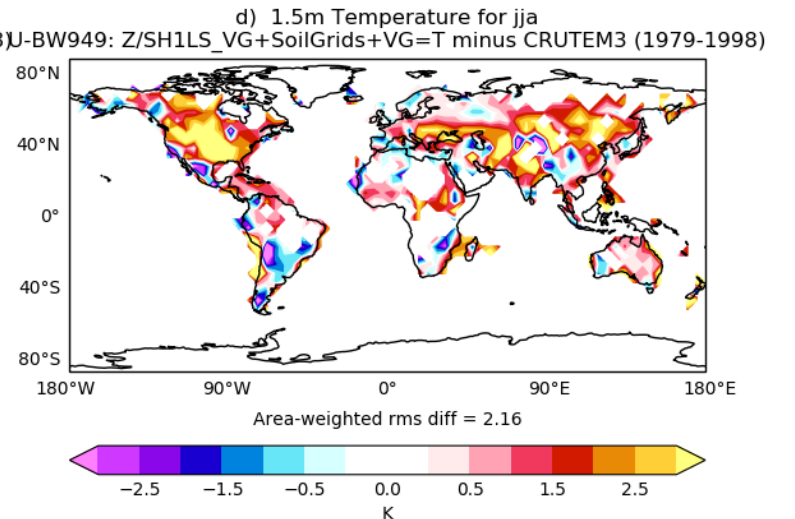 d) 1.5m Temperature for jja
)U-BW949: Z/SH1LS_VG+SoilGrids+VG=T minus CRUTEM3 (1979-1998)
80°N
40°N
0°
40°S
80°S
180°W 90°W 0° 90°E 180°E
Area-weighted rms diff = 2.16
−2.5 −1.5 −0.5 0.0 0.5 1.5 2.5
K